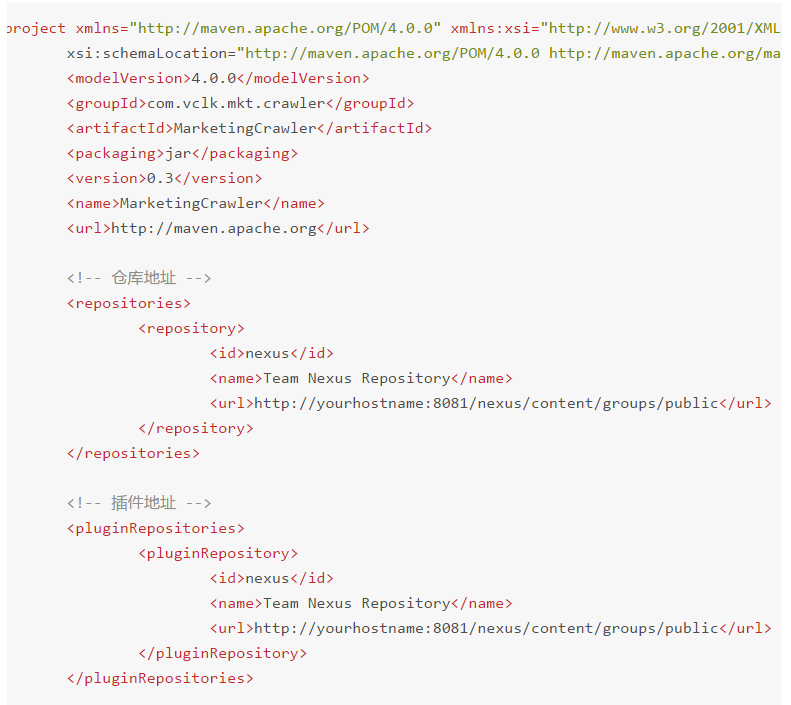 project xmlns="http://maven.apache.org/POM/4.0.0" xmlns:xsi="http://www.w3.org/2001/XML
xsi:schemaLocation="http://maven.apache.org/POM/4.0.0 http://maven.apache.org/ma
<modelVersion>4.0.0</modelVersion>
<groupId>com.vclk.mkt.crawler</groupId>
<artifactId>MarketingCrawler</artifactId>
<packaging>jar</packaging>
<version>0.3</version>
<name>MarketingCrawler</name>
<url>http://maven.apache.org</url>
<!-- 仓库地址 -->
<repositories>
<repository>
<id>nexus</id>
<name>Team Nexus Repository</name>
<url>http://yourhostname:8081/nexus/content/groups/public</url>
</repository>
</repositories>
<!-- 插件地址 -->
<pluginRepositories>
<pluginRepository>
<id>nexus</id>
<name>Team Nexus Repository</name>
<url>http://yourhostname:8081/nexus/content/groups/public</url>
</pluginRepository>
</pluginRepositories>